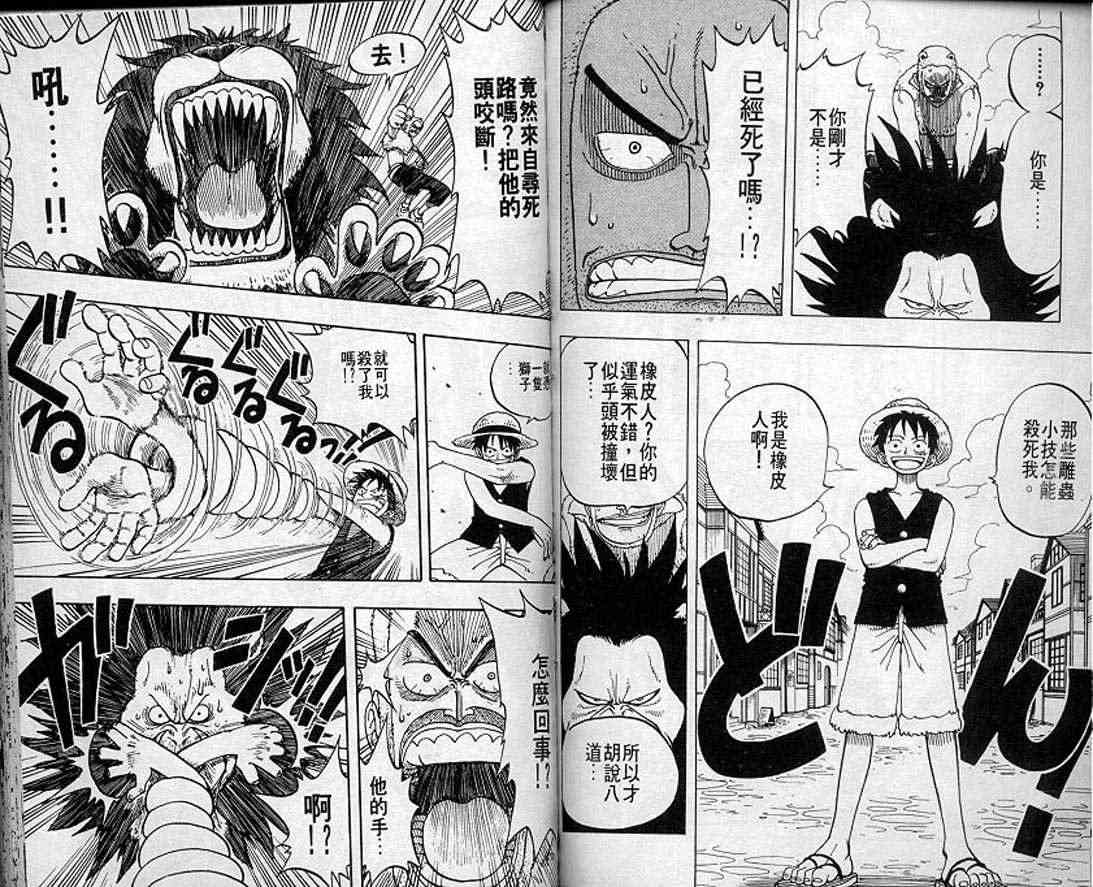 ……?
你是……
你剛才
不是……
已經死了嗎…!?
那些雕蟲
小技怎能
殺死我。
我是橡皮
人啊!
どん!
橡皮人?你的
運氣不錯，但
似乎頭被撞壞
了…
所以才
胡說八
道…
竟然來自尋死
路嗎?把他的
頭咬斷!
去!
吼………!!
一隻
獅子
…
就可以
殺了我
嗎!?
ぐるぐるぐるぐるっ
怎麼回事!?
他的手…
ガシッ!!
啊?!